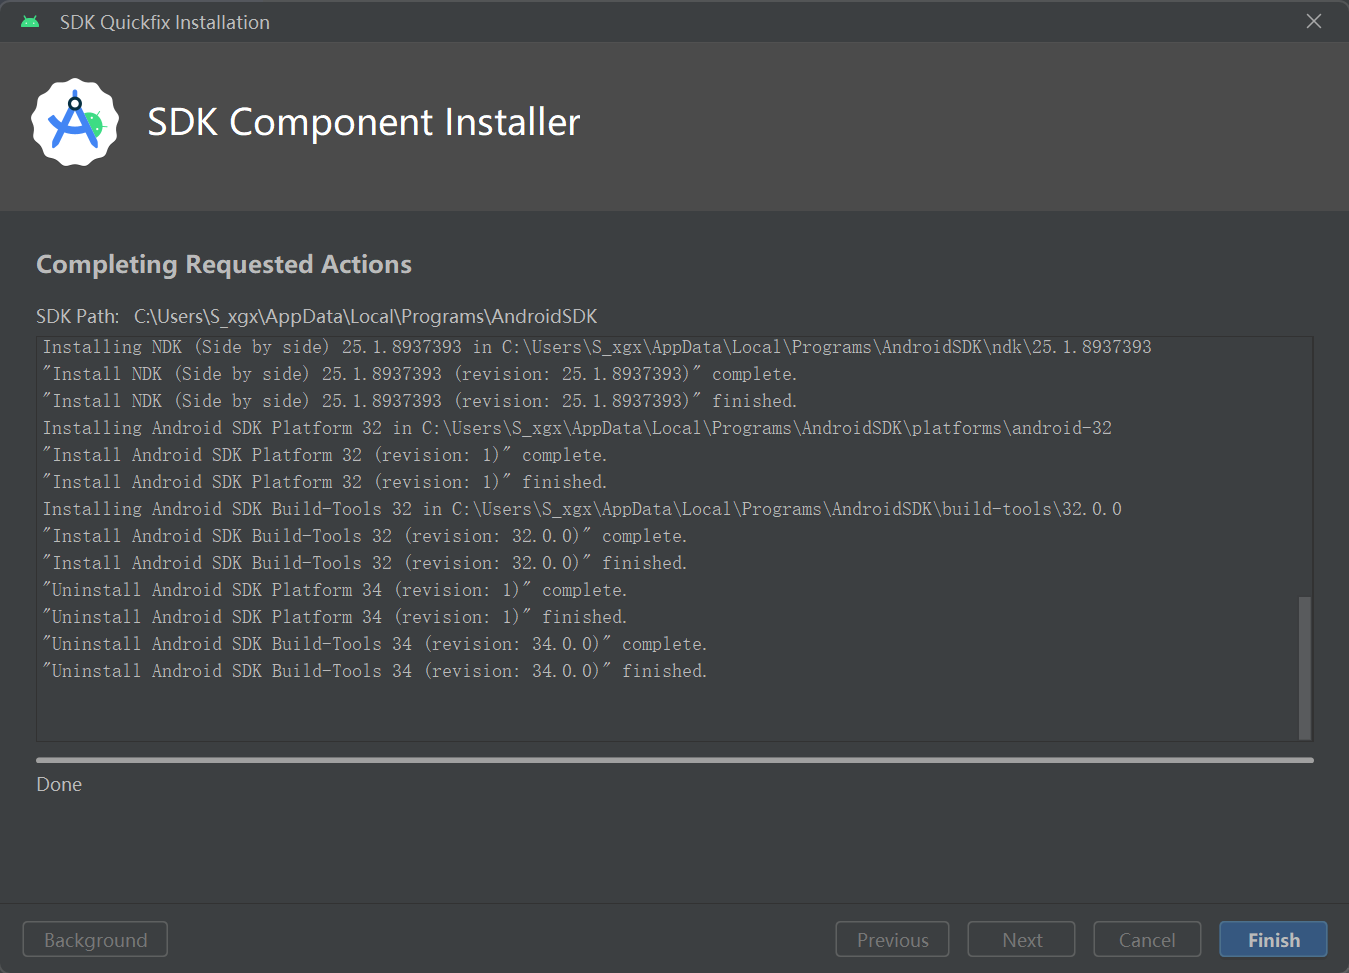 SDK Quickfix Installation
SDK Component Installer
Completing Requested Actions
SDK Path: C:\Users\S_xgx\AppData\Local\Programs\AndroidSDK
Installing NDK (Side by side) 25.1.8937393 in C:\Users\S_xgx\AppData\Local\Programs\AndroidSDK\ndk\25.1.8937393
"Install NDK (Side by side) 25.1.8937393 (revision: 25.1.8937393)" complete.
"Install NDK (Side by side) 25.1.8937393 (revision: 25.1.8937393)" finished.
Installing Android SDK Platform 32 in C:\Users\S_xgx\AppData\Local\Programs\AndroidSDK\platforms\android-32
"Install Android SDK Platform 32 (revision: 1)" complete.
"Install Android SDK Platform 32 (revision: 1)" finished.
Installing Android SDK Build-Tools 32 in C:\Users\S_xgx\AppData\Local\Programs\AndroidSDK\build-tools\32.0.0
"Install Android SDK Build-Tools 32 (revision: 32.0.0)" complete.
"Install Android SDK Build-Tools 32 (revision: 32.0.0)" finished.
"Uninstall Android SDK Platform 34 (revision: 1)" complete.
"Uninstall Android SDK Platform 34 (revision: 1)" finished.
"Uninstall Android SDK Build-Tools 34 (revision: 34.0.0)" complete.
"Uninstall Android SDK Build-Tools 34 (revision: 34.0.0)" finished.
Done
Background Previous Next Cancel Finish